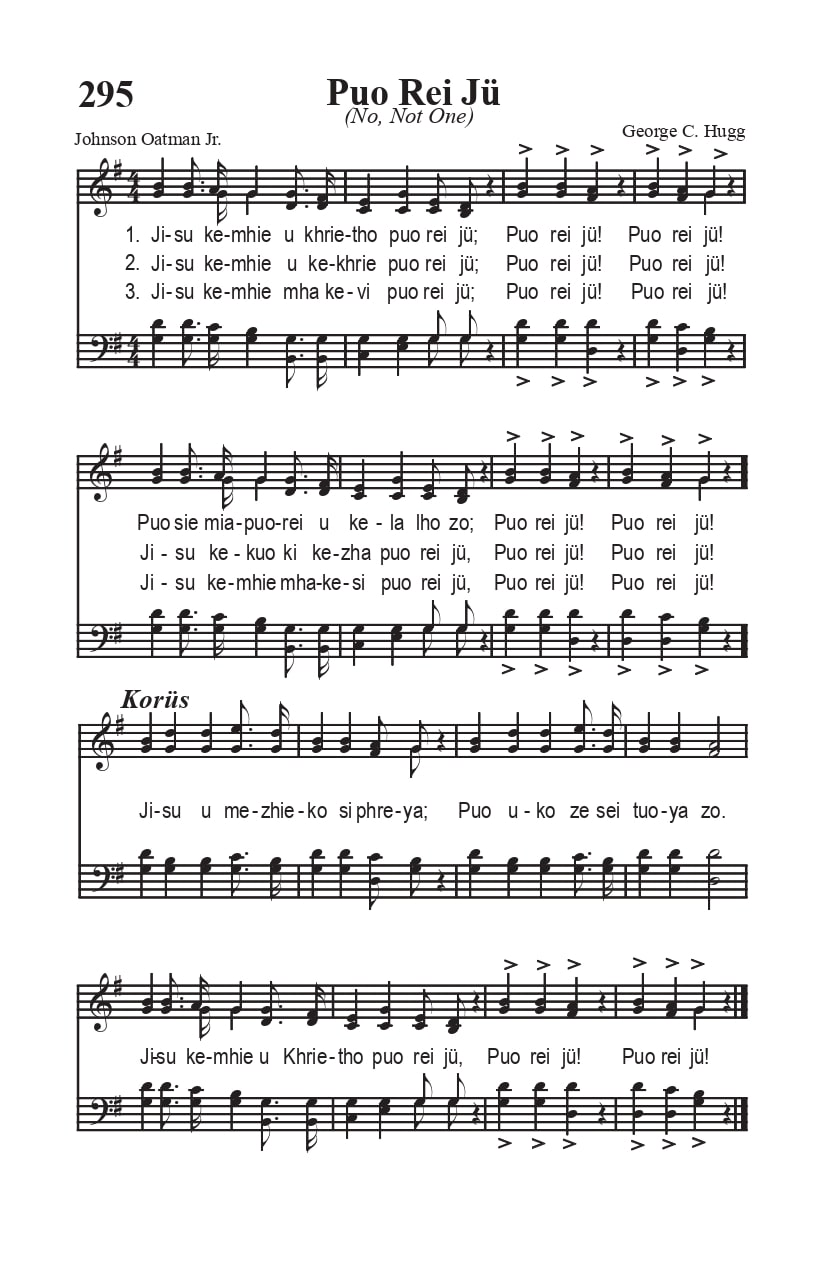 295 Puo Rei Jü
(No, Not One)
Johnson Oatman Jr. George C. Hugg
1. Ji-su ke-mhie u khrie-tho puo rei jü; Puo rei jü! Puo rei jü!
2. Ji-su ke-mhie u ke-khrie puo rei jü; Puo rei jü! Puo rei jü!
3. Ji-su ke-mhie mha ke-vi puo rei jü; Puo rei jü! Puo rei jü!
Puo sie mia-puo-rei u ke-la lho zo; Puo rei jü! Puo rei jü!
Ji-su ke-kuo ki ke-zha puo rei jü, Puo rei jü! Puo rei jü!
Ji-su ke-mhie mha-ke-si puo rei jü, Puo rei jü! Puo rei jü!
Korüs
Ji-su u me-zhie-ko si phre-ya; Puo u-ko ze sei tuo-ya zo.
Ji-su ke-mhie u Khrie-tho puo rei jü, Puo rei jü! Puo rei jü!